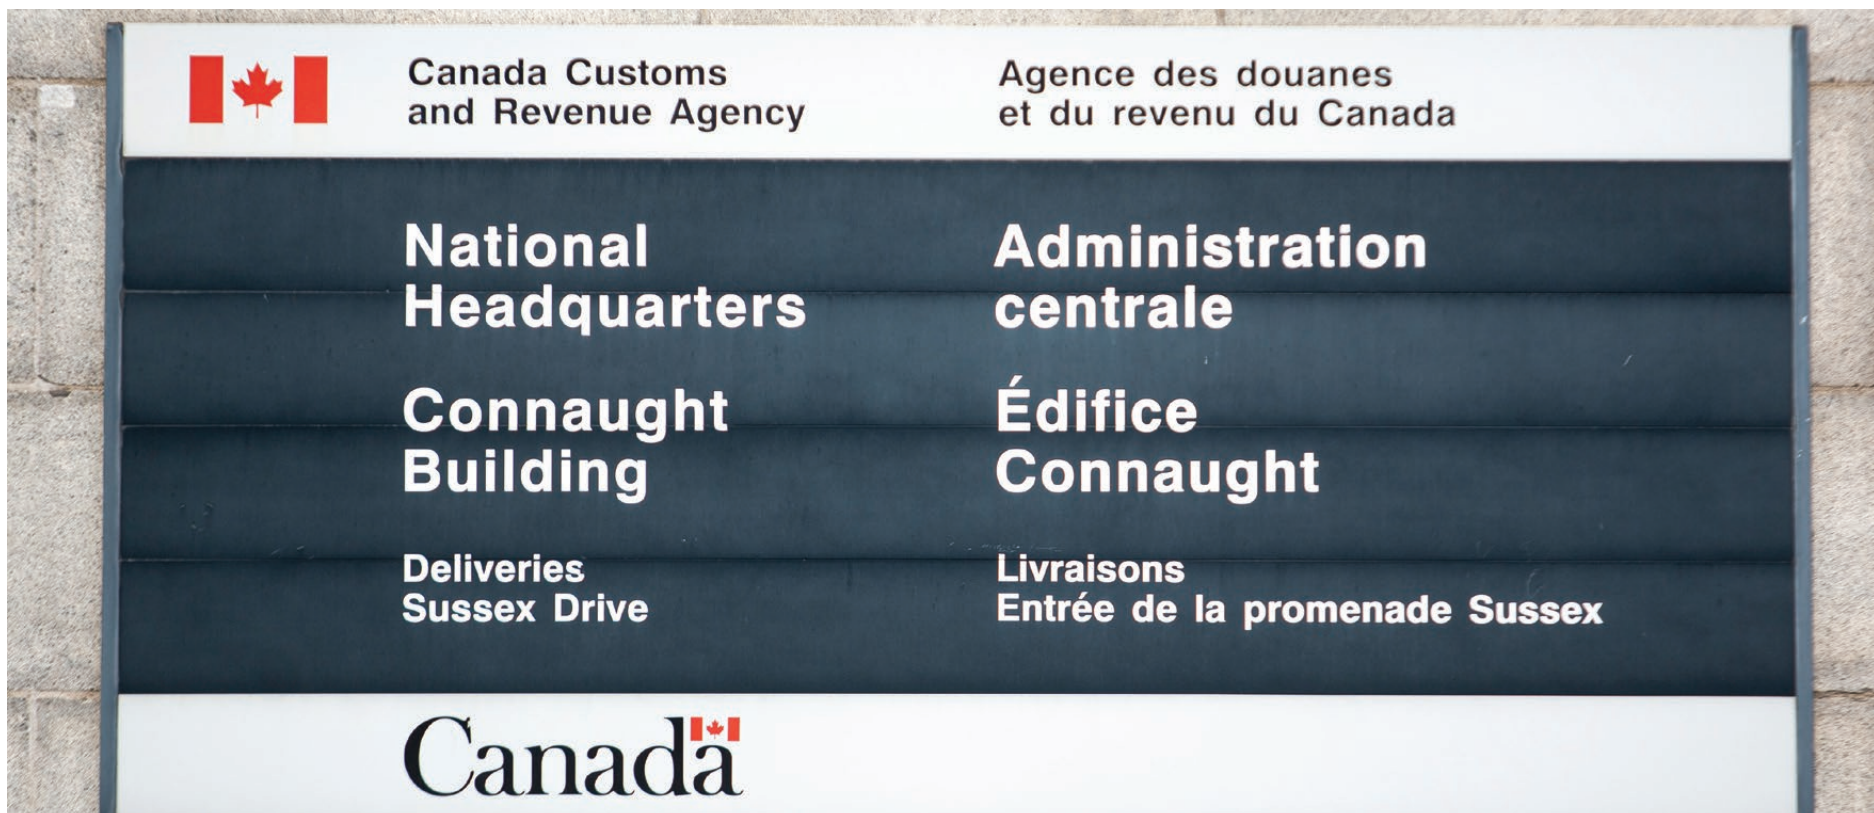 Canada Customs
and Revenue Agency
Agence des douanes
et du revenu du Canada
National
Headquarters
Administration
centrale
Connaught
Building
Édifice
Connaught
Deliveries
Sussex Drive
Livraisons
Entrée de la promenade Sussex
Canada